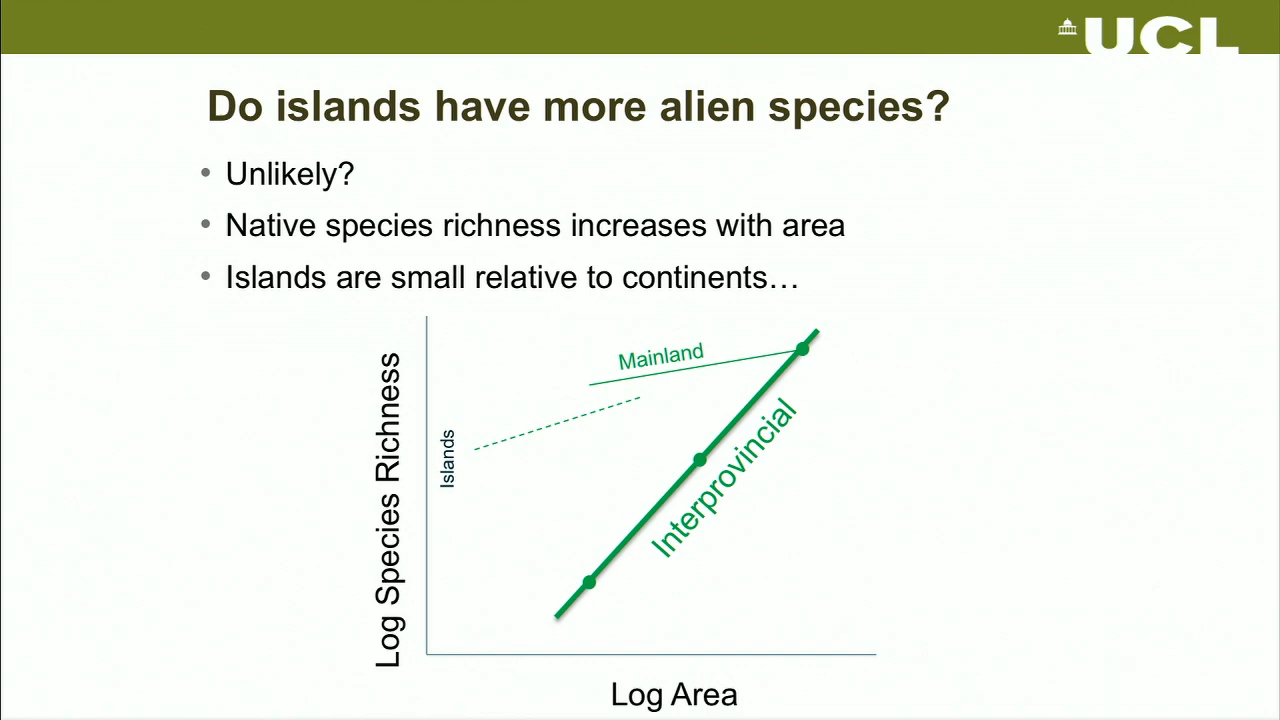 UCL
Do islands have more alien species?
• Unlikely?
• Native species richness increases with area
• Islands are small relative to continents…
Log Species Richness
Islands
Mainland
Interprovincial
Log Area